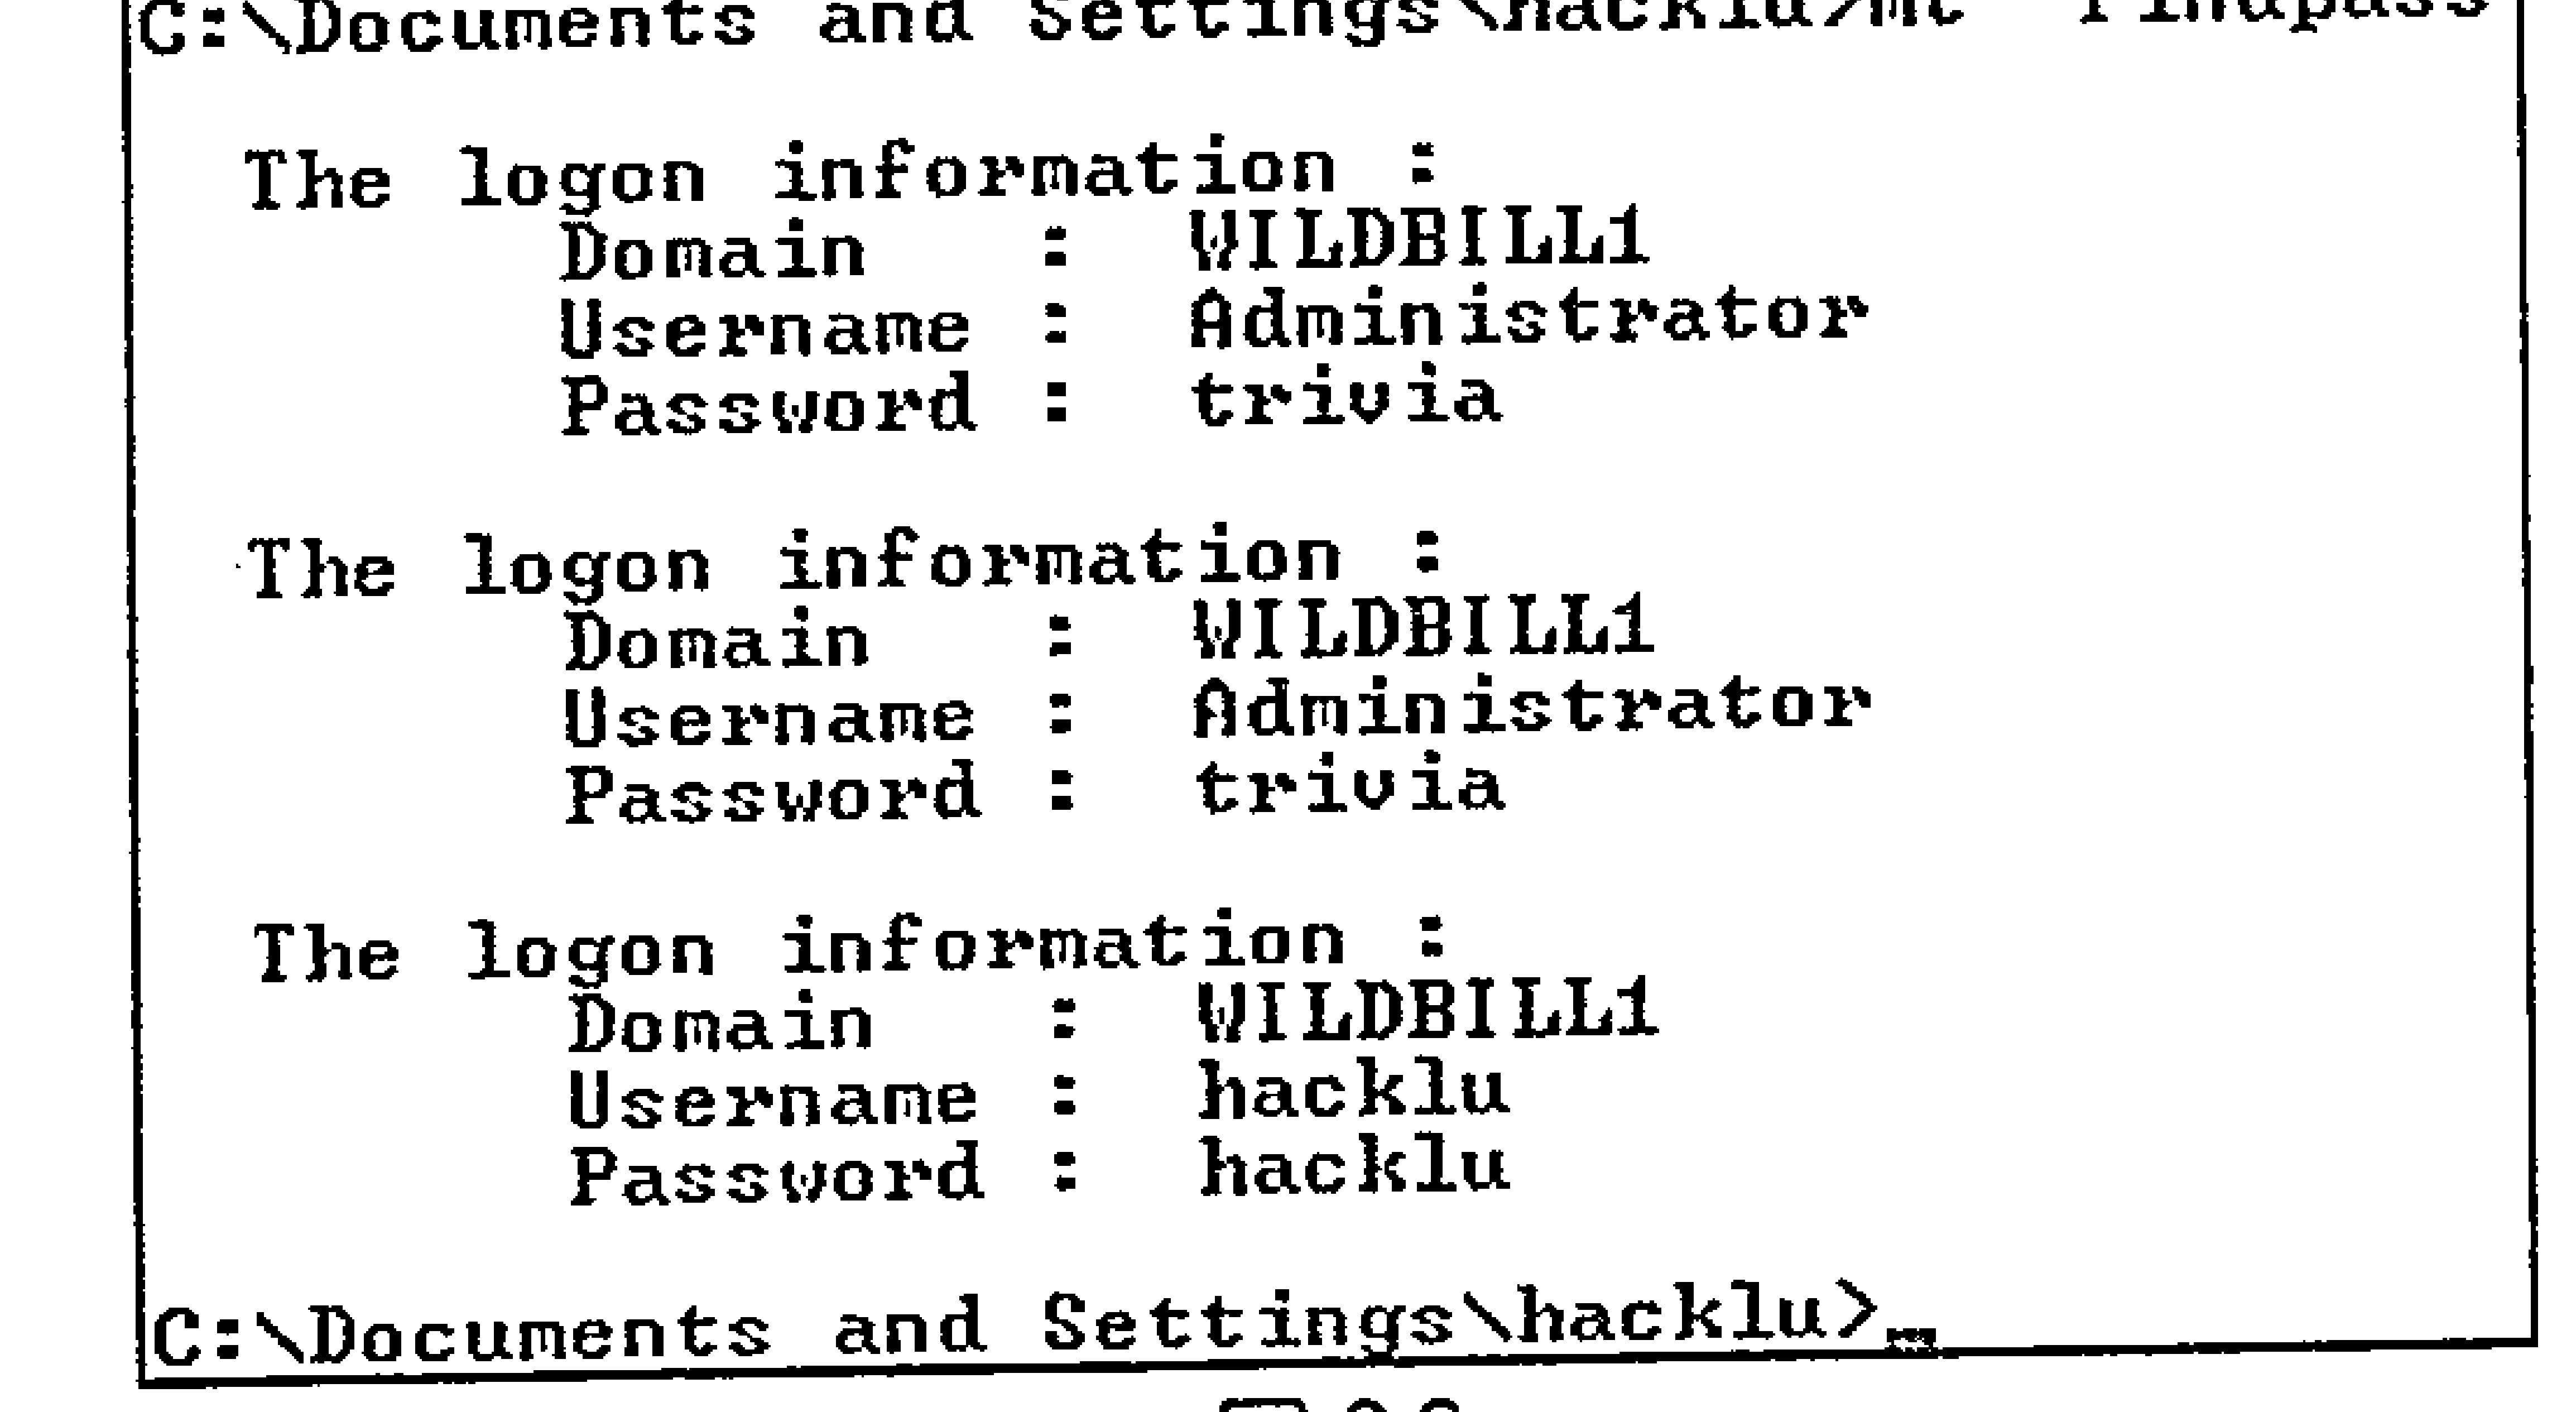 C:\Documents and Settings\hacklu>mt
The logon information :
Domain : WILDBILL1
Username : Administrator
Password : trivia
The logon information :
Domain : WILDBILL1
Username : Administrator
Password : trivia
The logon information :
Domain : WILDBILL1
Username : hacklu
Password : hacklu
C:\Documents and Settings\hacklu>_